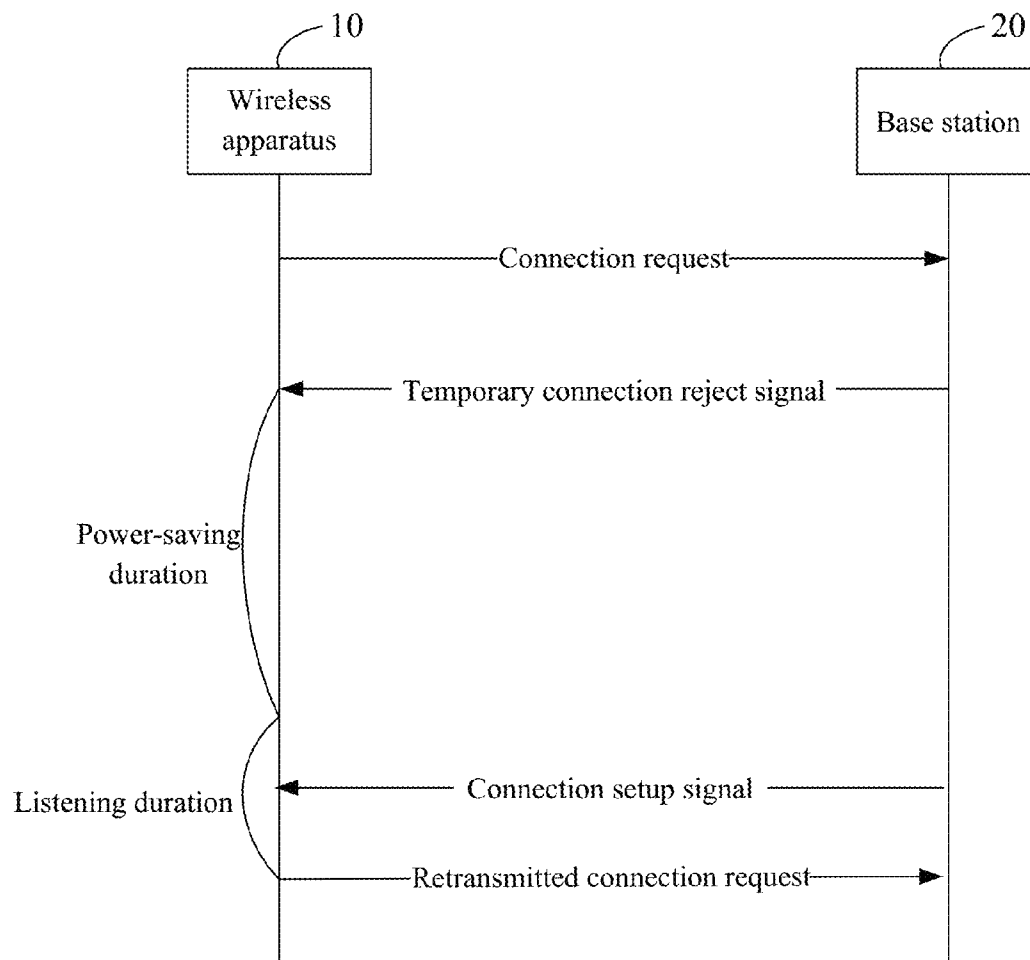 10
20
Wireless
apparatus
Base station
Connection request
Temporary connection reject signal
Power-saving
duration
Listening duration
Connection setup signal
Retransmitted connection request